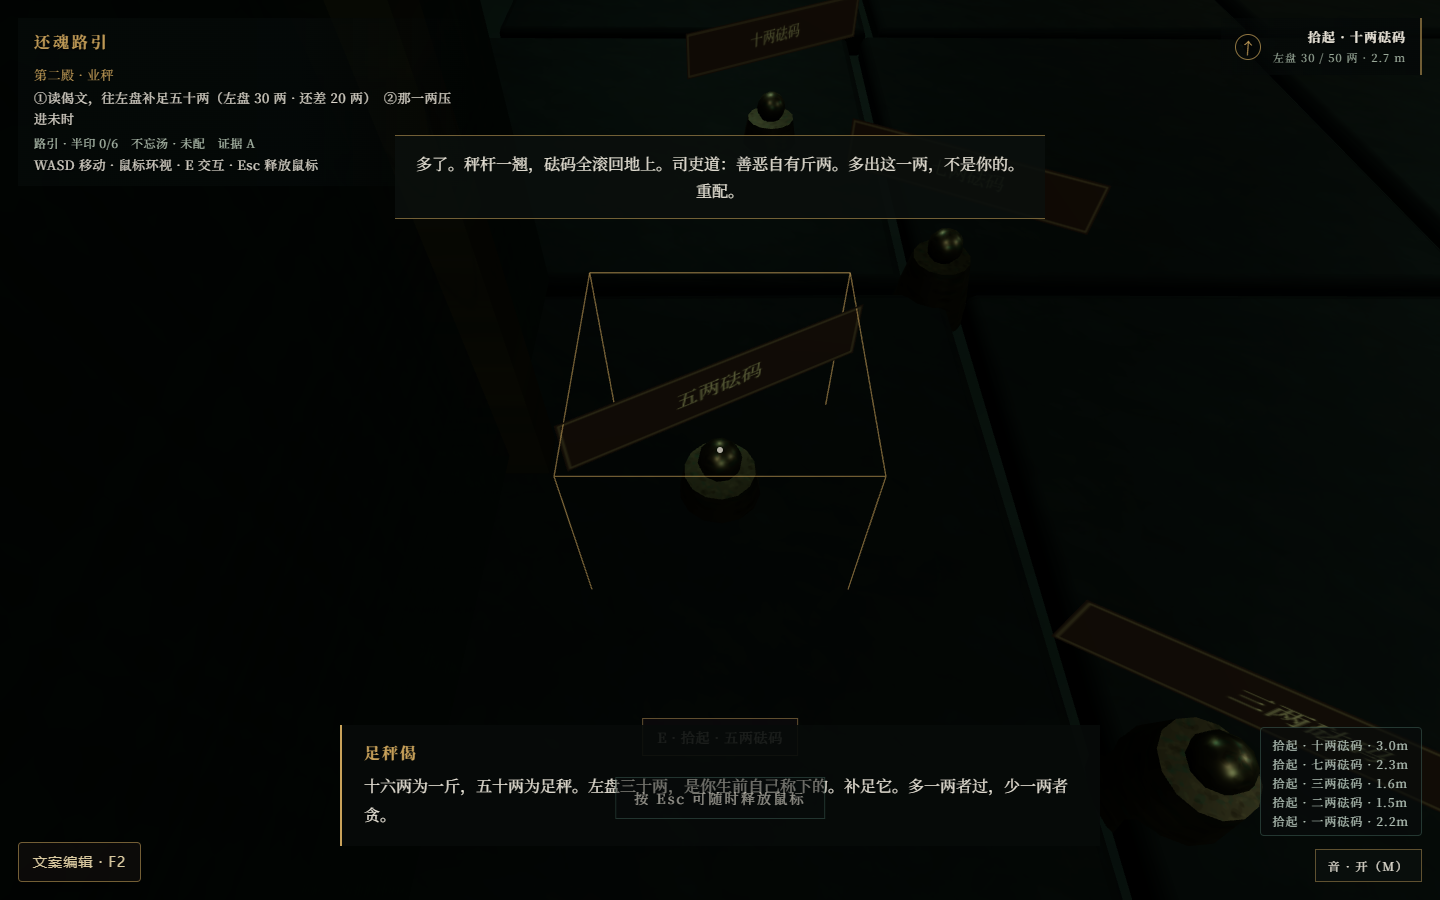 还魂路引
第二殿 · 业秤
①读偈文，往左盘补足五十两（左盘 30 两 · 还差 20 两） ②那一两压
进未时
路引 · 半印 0/6 不忘汤 · 未配 证据 A
WASD 移动 · 鼠标环视 · E 交互 · Esc 释放鼠标
十两砝码
拾起 · 十两砝码
左盘 30 / 50 两 · 2.7 m
多了。秤杆一翘，砝码全滚回地上。司吏道：善恶自有斤两。多出这一两，不是你的。
重配。
五两砝码
三两砝
E · 拾起 · 五两砝码
足秤偈
十六两为一斤，五十两为足秤。左盘三十两，是你生前自己称下的。补足它。多一两者过，少一两者
贪。
按 Esc 可随时释放鼠标
拾起 · 十两砝码 · 3.0m
拾起 · 七两砝码 · 2.3m
拾起 · 三两砝码 · 1.6m
拾起 · 二两砝码 · 1.5m
拾起 · 一两砝码 · 2.2m
文案编辑 · F2
音 · 开（M）